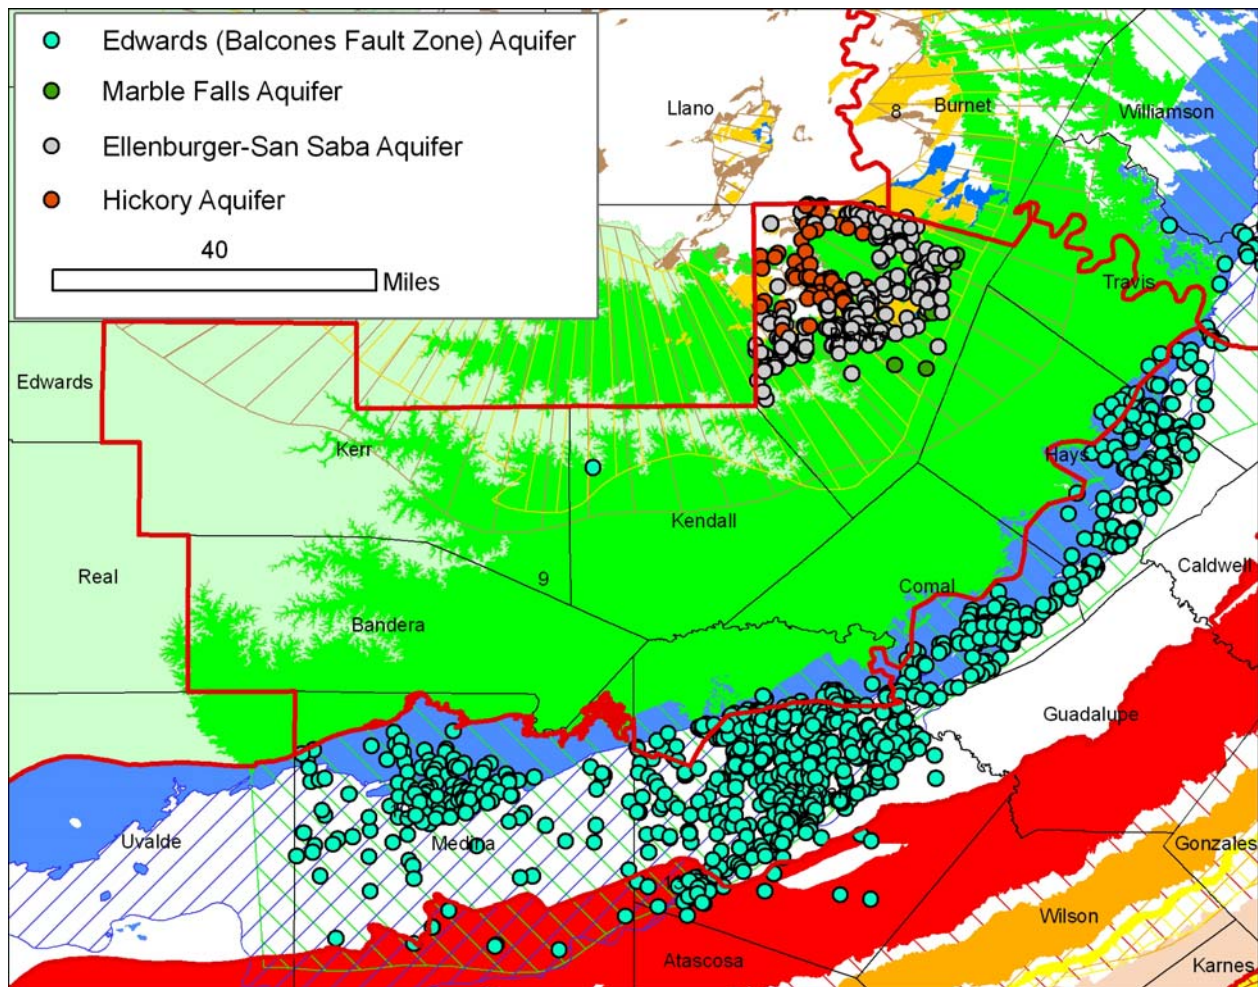 Edwards (Balcones Fault Zone) Aquifer
Marble Falls Aquifer
Ellenburger-San Saba Aquifer
Hickory Aquifer
40
Miles
Llano
8
Burnet
Williamson
Travis
Edwards
Kerr
Hays
Kendall
Caldwell
Real
9
Comal
Bandera
Guadalupe
Uvalde
Medina
Gonzales
Wilson
Atascosa
Karnes